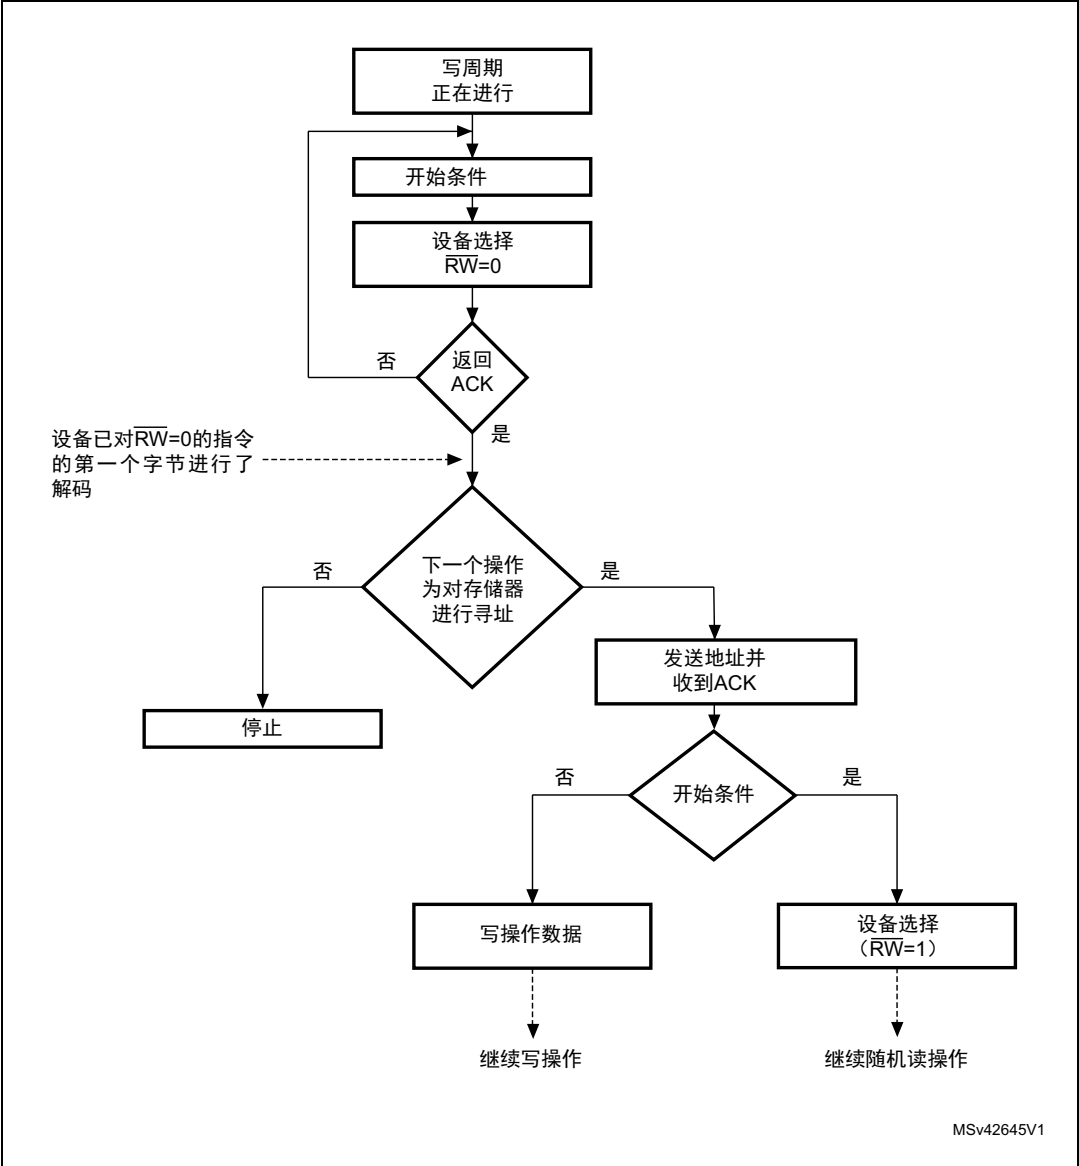 写周期
正在进行
开始条件
设备选择
R̅W̅=0
返回
ACK
否
是
设备已对R̅W̅=0的指令
的第一个字节进行了
解码
下一个操作
为对存储器
进行寻址
否
是
发送地址并
收到ACK
停止
开始条件
否
是
写操作数据
设备选择
（R̅W̅=1）
继续写操作
继续随机读操作
MSv42645V1